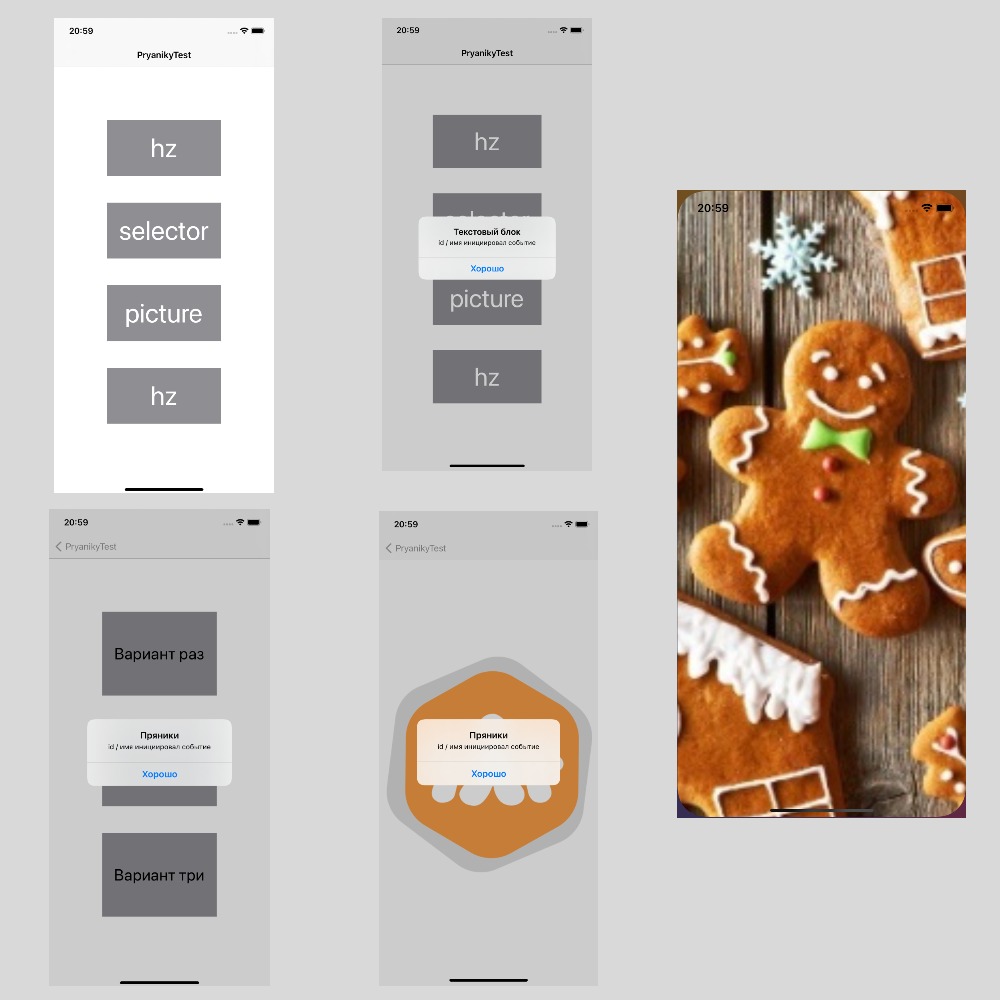 20:59
PryanikyTest
hz
selector
picture
hz
20:59
PryanikyTest
hz
selector
Текстовый блок
id / имя инициировал событие
Хорошо
picture
hz
20:59
20:59
PryanikyTest
Вариант раз
Пряники
id / имя инициировал событие
Хорошо
Вариант три
20:59
PryanikyTest
Пряники
id / имя инициировал событие
Хорошо